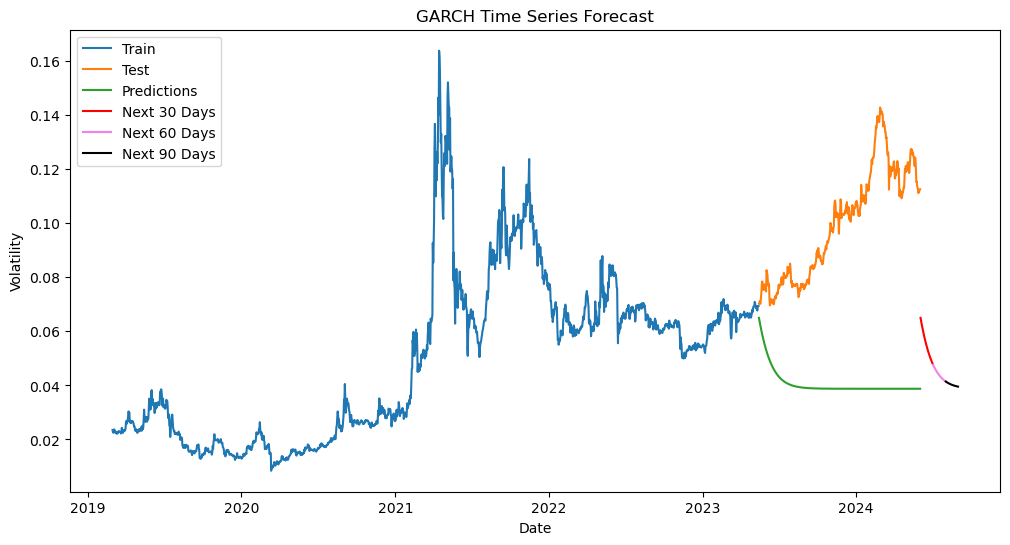 GARCH Time Series Forecast
Train
Test
Predictions
Next 30 Days
Next 60 Days
Next 90 Days
Volatility
0.16
0.14
0.12
0.10
0.08
0.06
0.04
0.02
2019
2020
2021
2022
2023
2024
Date